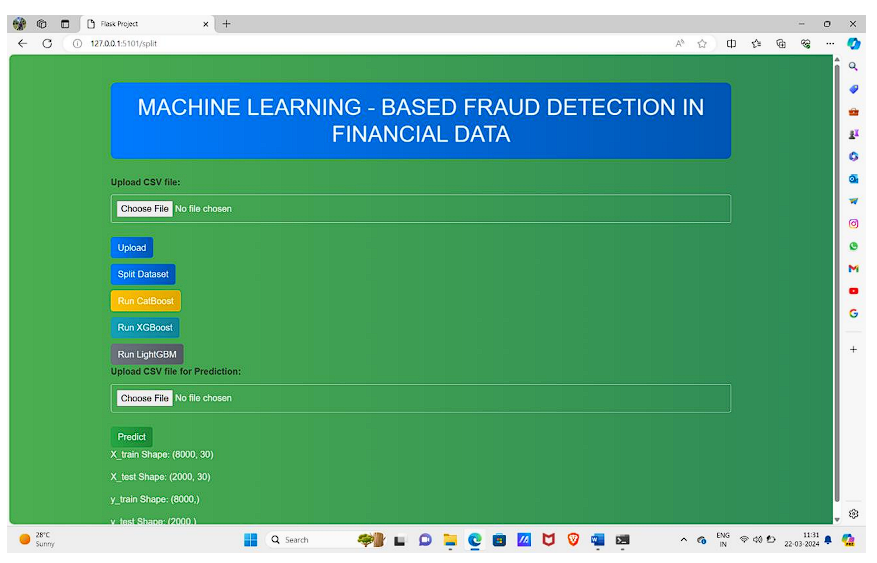 Flask Project
127.0.0.1:5101/split
MACHINE LEARNING - BASED FRAUD DETECTION IN
FINANCIAL DATA
Upload CSV file:
Choose File No file chosen
Upload
Split Dataset
Run CatBoost
Run XGBoost
Run LightGBM
Upload CSV file for Prediction:
Choose File No file chosen
Predict
X_train Shape: (8000, 30)
X_test Shape: (2000, 30)
y_train Shape: (8000,)
y_test Shape: (2000,)
28°C
Sunny
Search
ENG
IN
11:31
22-03-2024